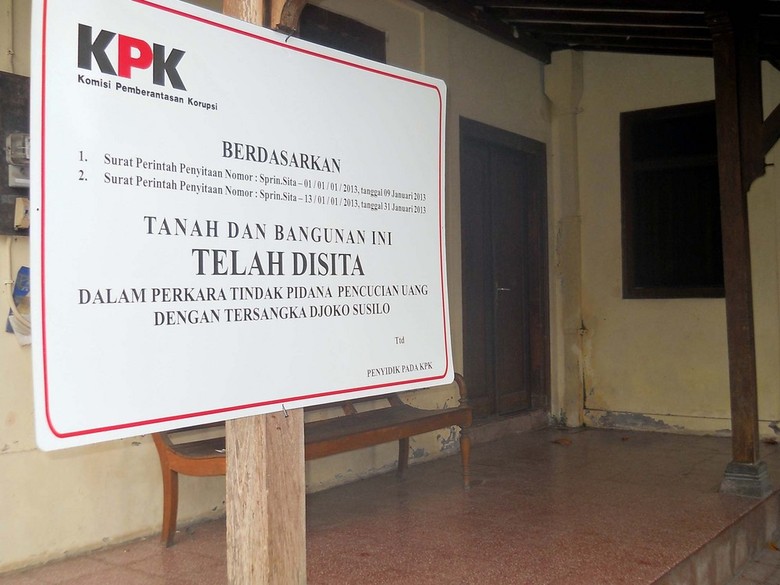 KPK
Komisi Pemberantasan Korupsi
BERDASARKAN
1. Surat Perintah Penyitaan Nomor : Sprin.Sita – 01 / 01 / 01 / 2013, tanggal 09 Januari 2013
2. Surat Perintah Penyitaan Nomor : Sprin.Sita – 13 / 01 / 01 / 2013, tanggal 31 Januari 2013
TANAH DAN BANGUNAN INI
TELAH DISITA
DALAM PERKARA TINDAK PIDANA PENCUCIAN UANG
DENGAN TERSANGKA DJOKO SUSILO
Ttd
PENYIDIK PADA KPK